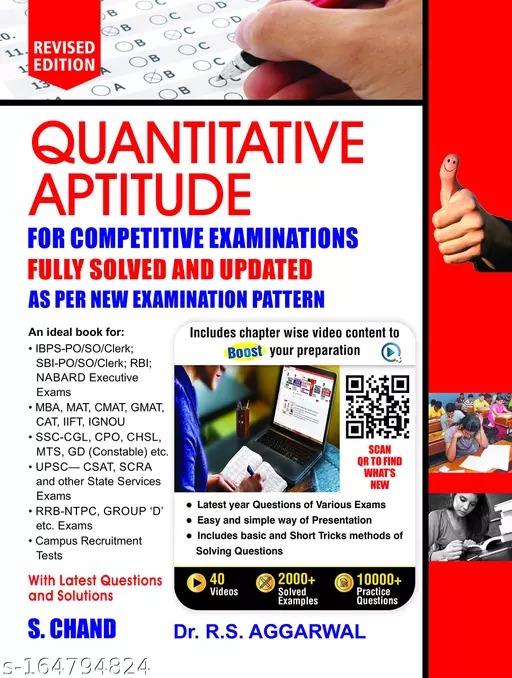 REVISED
EDITION
QUANTITATIVE
APTITUDE
FOR COMPETITIVE EXAMINATIONS
FULLY SOLVED AND UPDATED
AS PER NEW EXAMINATION PATTERN
An ideal book for:
• IBPS-PO/SO/Clerk;
SBI-PO/SO/Clerk; RBI;
NABARD Executive
Exams
• MBA, MAT, CMAT, GMAT,
CAT, IIFT, IGNOU
• SSC-CGL, CPO, CHSL,
MTS, GD (Constable) etc.
• UPSC— CSAT, SCRA
and other State Services
Exams
• RRB-NTPC, GROUP ‘D’
etc. Exams
• Campus Recruitment
Tests
With Latest Questions
and Solutions
Includes chapter wise video content to
Boost your preparation
SCAN
QR TO FIND
WHAT'S
NEW
• Latest year Questions of Various Exams
• Easy and simple way of Presentation
• Includes basic and Short Tricks methods of
Solving Questions
40
Videos
2000+
Solved
Examples
10000+
Practice
Questions
S. CHAND
Dr. R.S. AGGARWAL
s-164794824